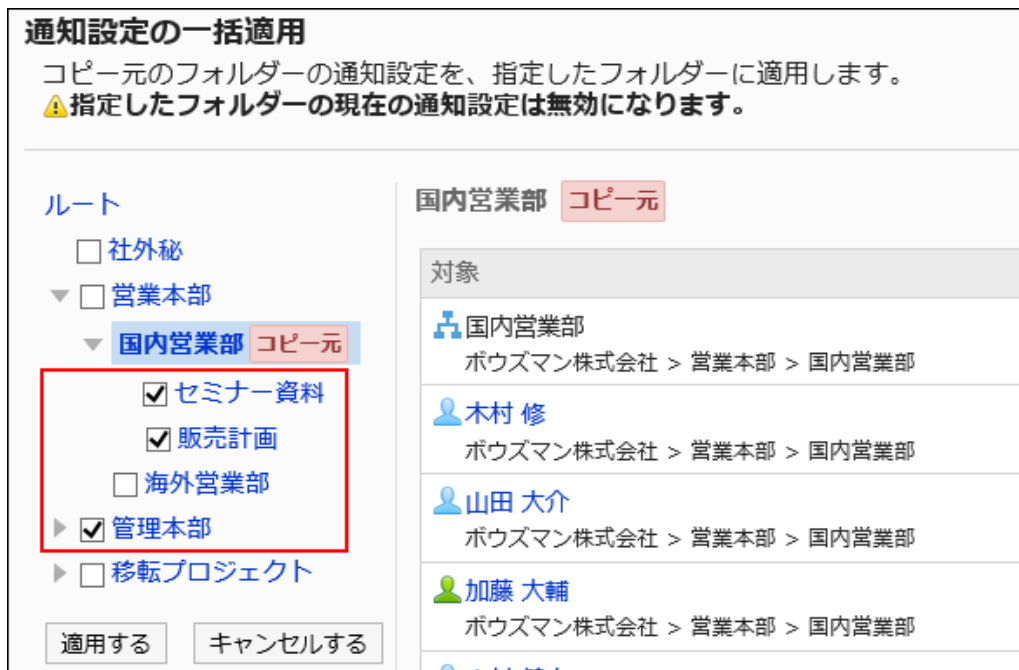 通知設定の一括適用
コピー元のフォルダーの通知設定を、指定したフォルダーに適用します。
指定したフォルダーの現在の通知設定は無効になります。
ルート
社外秘
営業本部
国内営業部 コピー元
セミナー資料
販売計画
海外営業部
管理本部
移転プロジェクト
適用する キャンセルする
国内営業部 コピー元
対象
国内営業部
ボウズマン株式会社 > 営業本部 > 国内営業部
木村 修
ボウズマン株式会社 > 営業本部 > 国内営業部
山田 大介
ボウズマン株式会社 > 営業本部 > 国内営業部
加藤 大輔
ボウズマン株式会社 > 営業本部 > 国内営業部